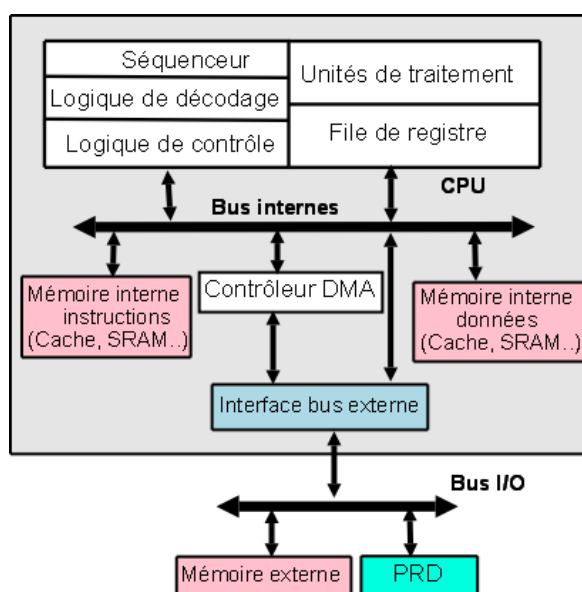 Séquenceur
Logique de décodage
Logique de contrôle
Unités de traitement
File de registre
CPU
Bus internes
Mémoire interne
instructions
(Cache, SRAM..)
Contrôleur DMA
Mémoire interne
données
(Cache, SRAM..)
Interface bus externe
Bus I/O
Mémoire externe
PRD